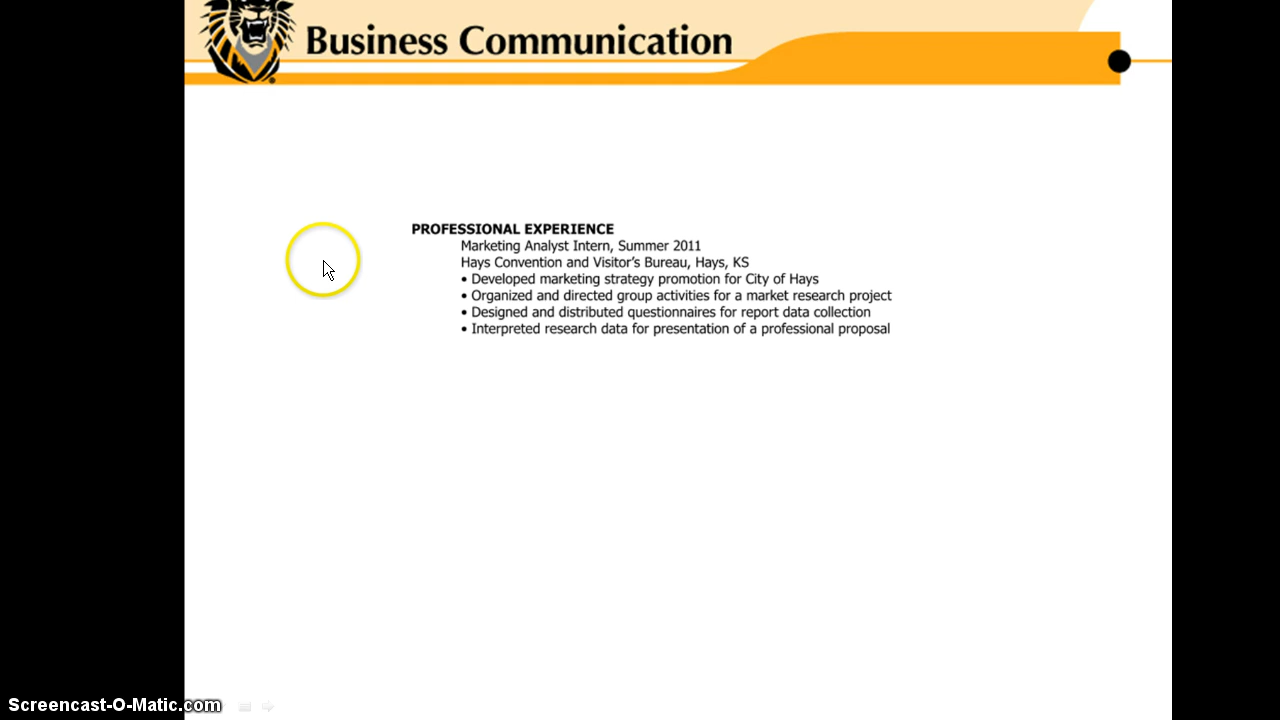 Business Communication
PROFESSIONAL EXPERIENCE
Marketing Analyst Intern, Summer 2011
Hays Convention and Visitor's Bureau, Hays, KS
• Developed marketing strategy promotion for City of Hays
• Organized and directed group activities for a market research project
• Designed and distributed questionnaires for report data collection
• Interpreted research data for presentation of a professional proposal
Screencast-O-Matic.com